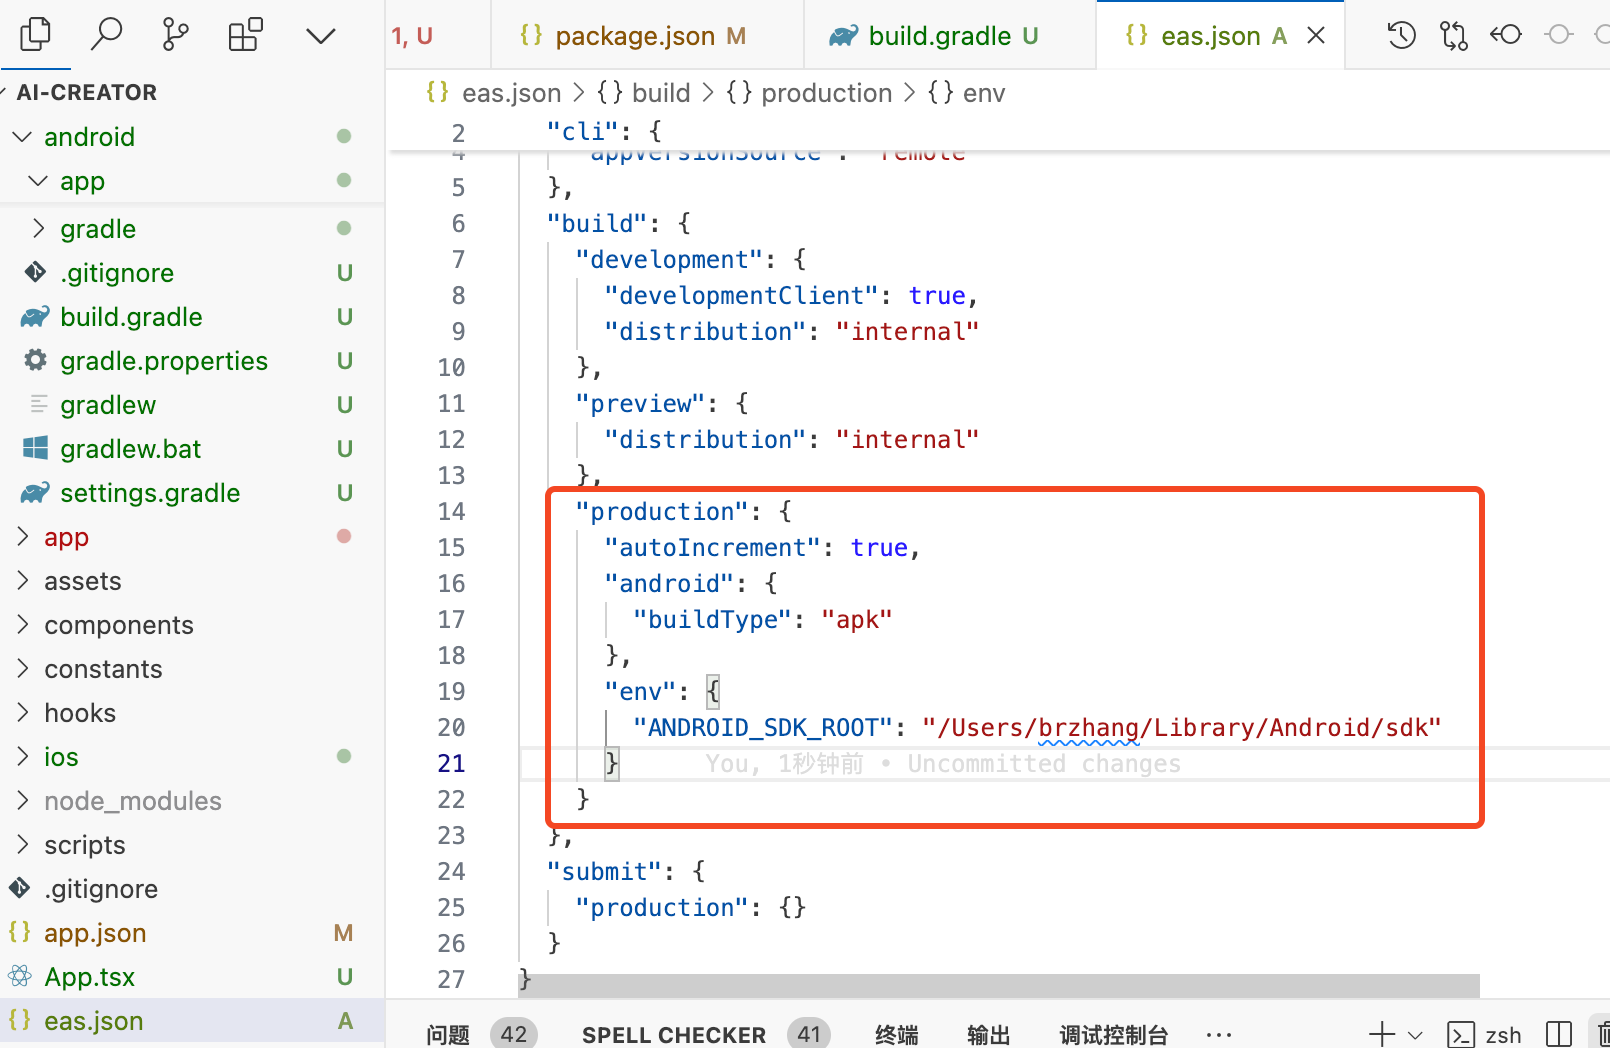 1, U
{} package.json M
build.gradle U
{} eas.json A
AI-CREATOR
android
app
gradle
.gitignore U
build.gradle U
gradle.properties U
gradlew U
gradlew.bat U
settings.gradle U
app
assets
components
constants
hooks
ios
node_modules
scripts
.gitignore
{} app.json M
App.tsx U
{} eas.json A
{} eas.json > {} build > {} production > {} env
2 "cli": {
4 "appVersionSource": "remote"
5 },
6 "build": {
7 "development": {
8 "developmentClient": true,
9 "distribution": "internal"
10 },
11 "preview": {
12 "distribution": "internal"
13 },
14 "production": {
15 "autoIncrement": true,
16 "android": {
17 "buildType": "apk"
18 },
19 "env": {
20 "ANDROID_SDK_ROOT": "/Users/brzhang/Library/Android/sdk"
21 } You, 1秒钟前 • Uncommitted changes
22 }
23 },
24 "submit": {
25 "production": {}
26 }
27 }
问题 42 SPELL CHECKER 41 终端 输出 调试控制台 ··· zsh